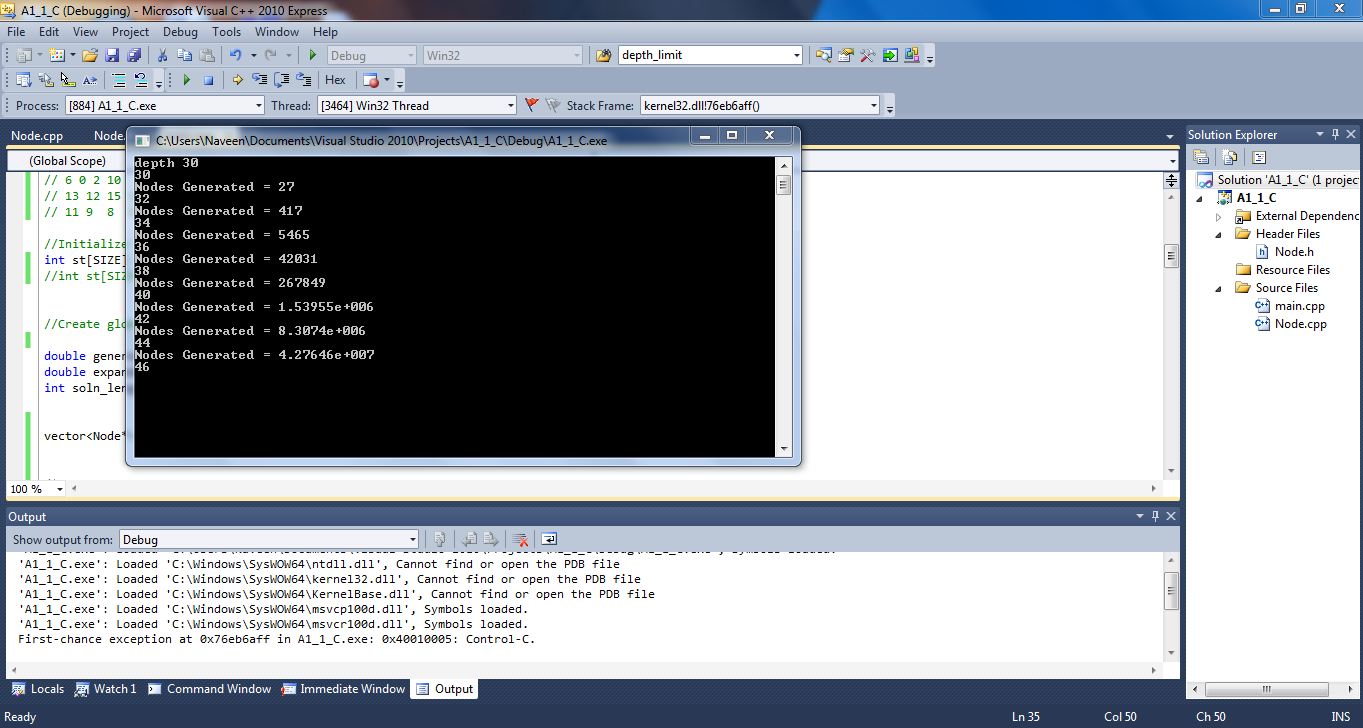 A1_1_C (Debugging) - Microsoft Visual C++ 2010 Express
File Edit View Project Debug Tools Window Help
Debug Win32 depth_limit
Hex
Process: [884] A1_1_C.exe Thread: [3464] Win32 Thread Stack Frame: kernel32.dll!76eb6aff()
Node.cpp Node.
(Global Scope)
// 6 0 2 10
// 13 12 15
// 11 9 8
//Initialize
int st[SIZE]
//int st[SIZ
//Create glo
double gener
double expan
int soln_len
vector<Node*
100 %
C:\Users\Naveen\Documents\Visual Studio 2010\Projects\A1_1_C\Debug\A1_1_C.exe
depth 30
30
Nodes Generated = 27
32
Nodes Generated = 417
34
Nodes Generated = 5465
36
Nodes Generated = 42031
38
Nodes Generated = 267849
40
Nodes Generated = 1.53955e+006
42
Nodes Generated = 8.3074e+006
44
Nodes Generated = 4.27646e+007
46
Solution Explorer
Solution 'A1_1_C' (1 projec
A1_1_C
External Dependenc
Header Files
Node.h
Resource Files
Source Files
main.cpp
Node.cpp
Output
Show output from: Debug
'A1_1_C.exe': Loaded 'C:\Windows\SysWOW64\ntdll.dll', Cannot find or open the PDB file
'A1_1_C.exe': Loaded 'C:\Windows\SysWOW64\kernel32.dll', Cannot find or open the PDB file
'A1_1_C.exe': Loaded 'C:\Windows\SysWOW64\KernelBase.dll', Cannot find or open the PDB file
'A1_1_C.exe': Loaded 'C:\Windows\SysWOW64\msvcp100d.dll', Symbols loaded.
'A1_1_C.exe': Loaded 'C:\Windows\SysWOW64\msvcr100d.dll', Symbols loaded.
First-chance exception at 0x76eb6aff in A1_1_C.exe: 0x40010005: Control-C.
Locals Watch 1 Command Window Immediate Window Output
Ready Ln 35 Col 50 Ch 50 INS